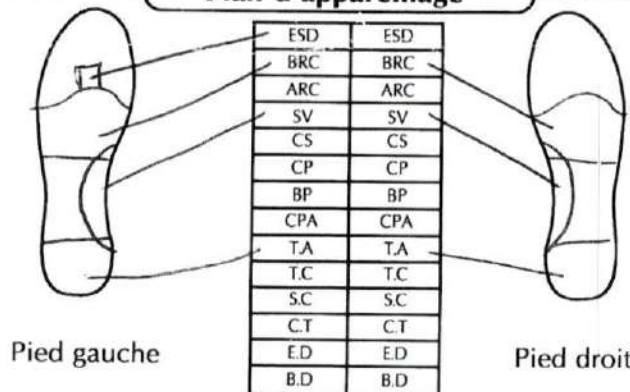 Plan d'appareillage
ESD ESD
BRC BRC
ARC ARC
SV SV
CS CS
CP CP
BP BP
CPA CPA
T.A T.A
T.C T.C
S.C S.C
C.T C.T
E.D E.D
B.D B.D
Pied gauche
Pied droit